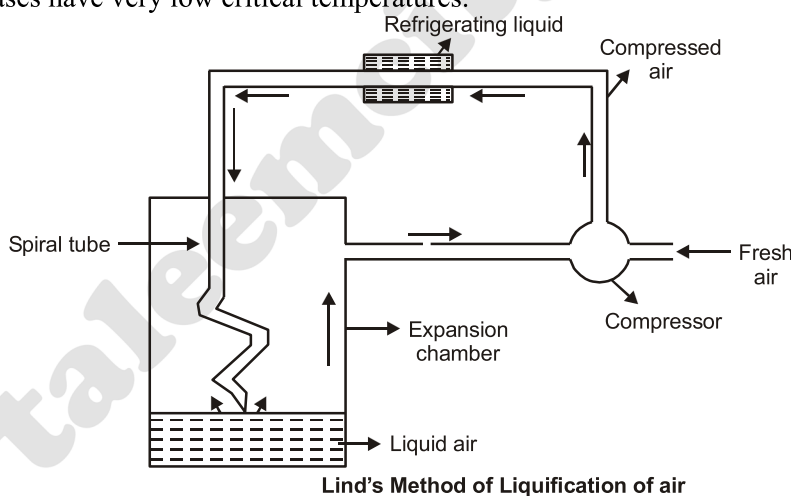 ases have very low critical temperatures.
Refrigerating liquid
Compressed
air
Spiral tube
Fresh
air
Compressor
Expansion
chamber
Liquid air
Lind's Method of Liquification of air